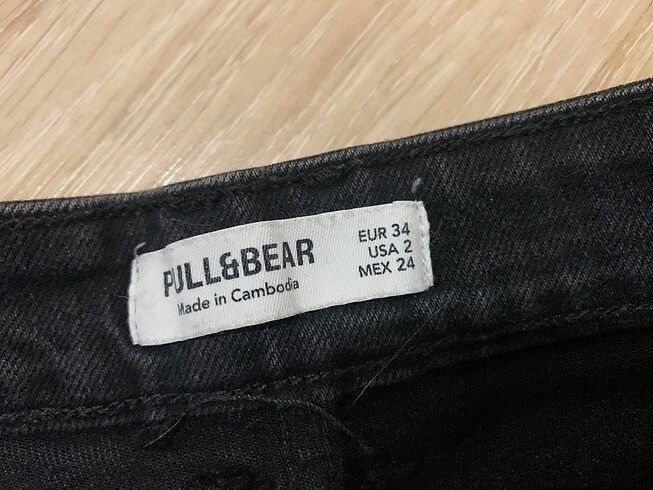 PULL&BEAR
Made in Cambodia
EUR 34
USA 2
MEX 24